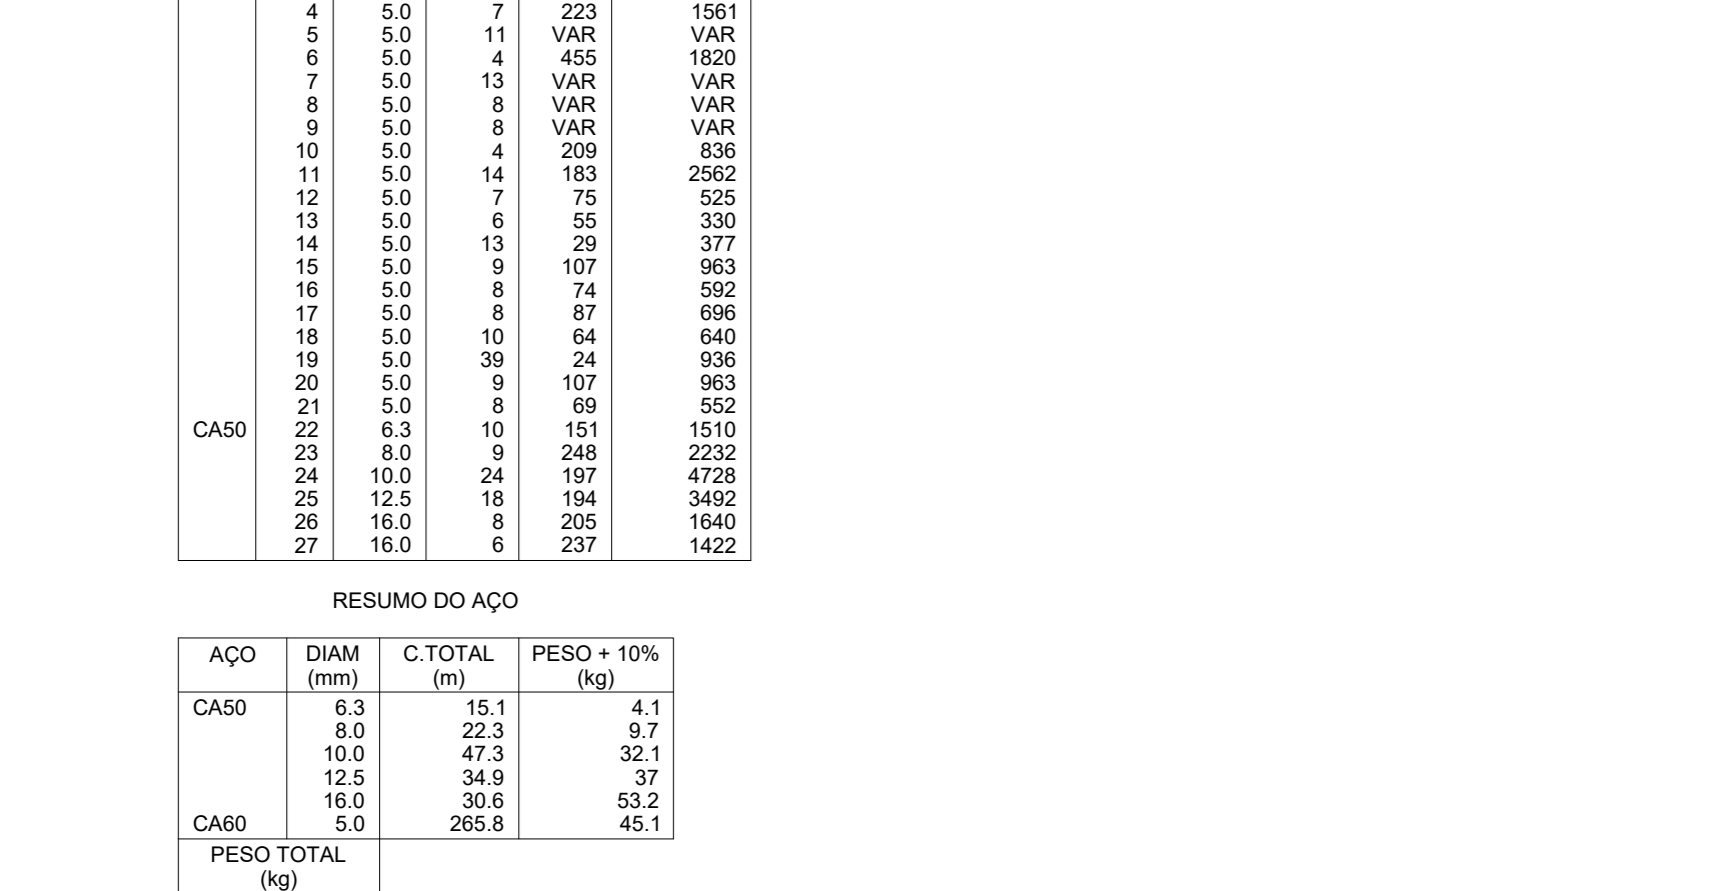 4 5.0 7 223 1561
5 5.0 11 VAR VAR
6 5.0 4 455 1820
7 5.0 13 VAR VAR
8 5.0 8 VAR VAR
9 5.0 8 VAR VAR
10 5.0 4 209 836
11 5.0 14 183 2562
12 5.0 7 75 525
13 5.0 6 55 330
14 5.0 13 29 377
15 5.0 9 107 963
16 5.0 8 74 592
17 5.0 8 87 696
18 5.0 10 64 640
19 5.0 39 24 936
20 5.0 9 107 963
21 5.0 8 69 552
CA50 22 6.3 10 151 1510
23 8.0 9 248 2232
24 10.0 24 197 4728
25 12.5 18 194 3492
26 16.0 8 205 1640
27 16.0 6 237 1422
RESUMO DO AÇO
AÇO DIAM C.TOTAL PESO + 10%
(mm) (m) (kg)
CA50 6.3 15.1 4.1
8.0 22.3 9.7
10.0 47.3 32.1
12.5 34.9 37
16.0 30.6 53.2
CA60 5.0 265.8 45.1
PESO TOTAL
(kg)